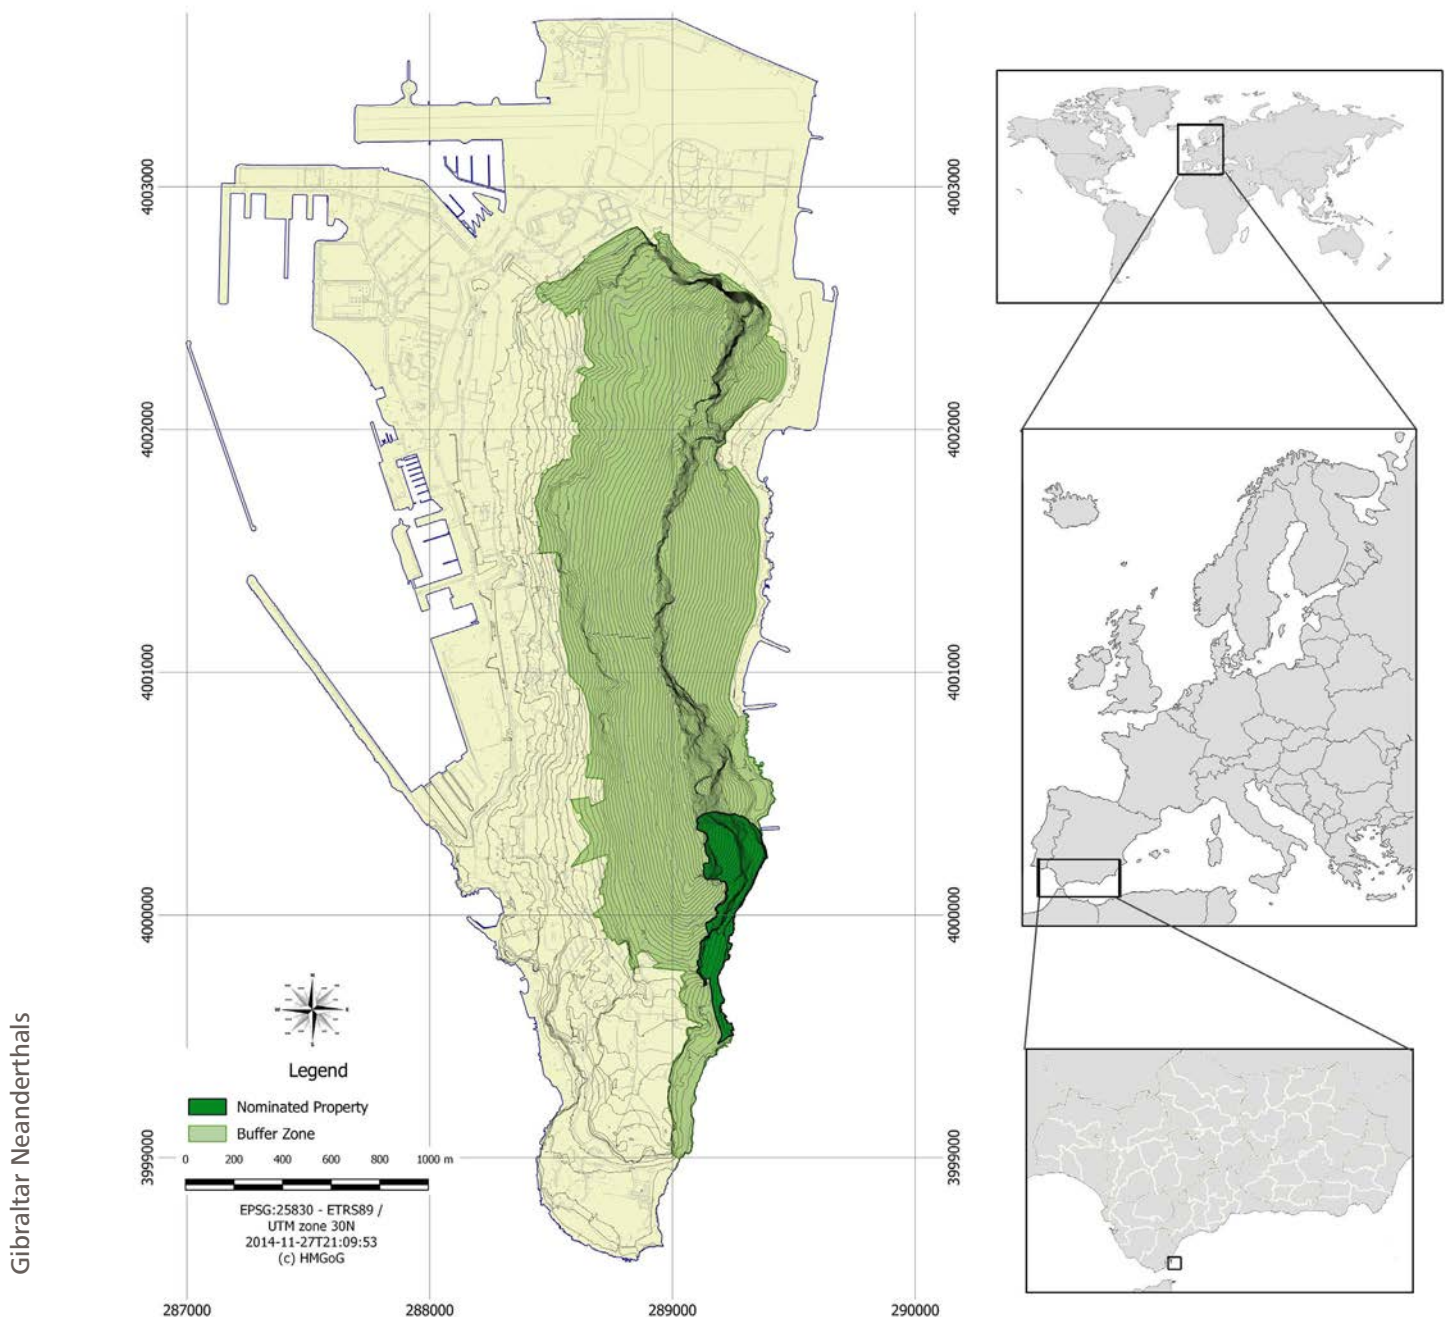 Gibraltar Neanderthals
4003000
4003000
4002000
4002000
4001000
4001000
4000000
4000000
3999000
3999000
N
W
E
S
Legend
Nominated Property
Buffer Zone
0 200 400 600 800 1000 m
EPSG:25830 - ETRS89 /
UTM zone 30N
2014-11-27T21:09:53
(c) HMGoG
287000 288000 289000 290000